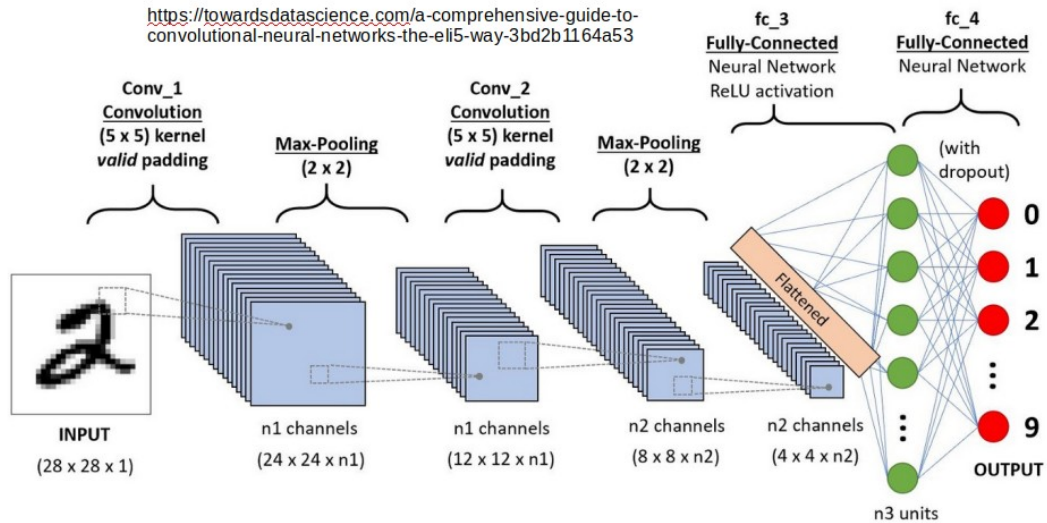 https://towardsdatascience.com/a-comprehensive-guide-to-
convolutional-neural-networks-the-eli5-way-3bd2b1164a53
Conv_1
Convolution
(5 x 5) kernel
valid padding
Max-Pooling
(2 x 2)
Conv_2
Convolution
(5 x 5) kernel
valid padding
Max-Pooling
(2 x 2)
fc_3
Fully-Connected
Neural Network
ReLU activation
fc_4
Fully-Connected
Neural Network
(with
dropout)
Flattened
0
1
2
9
OUTPUT
2
INPUT
(28 x 28 x 1)
n1 channels
(24 x 24 x n1)
n1 channels
(12 x 12 x n1)
n2 channels
(8 x 8 x n2)
n2 channels
(4 x 4 x n2)
n3 units